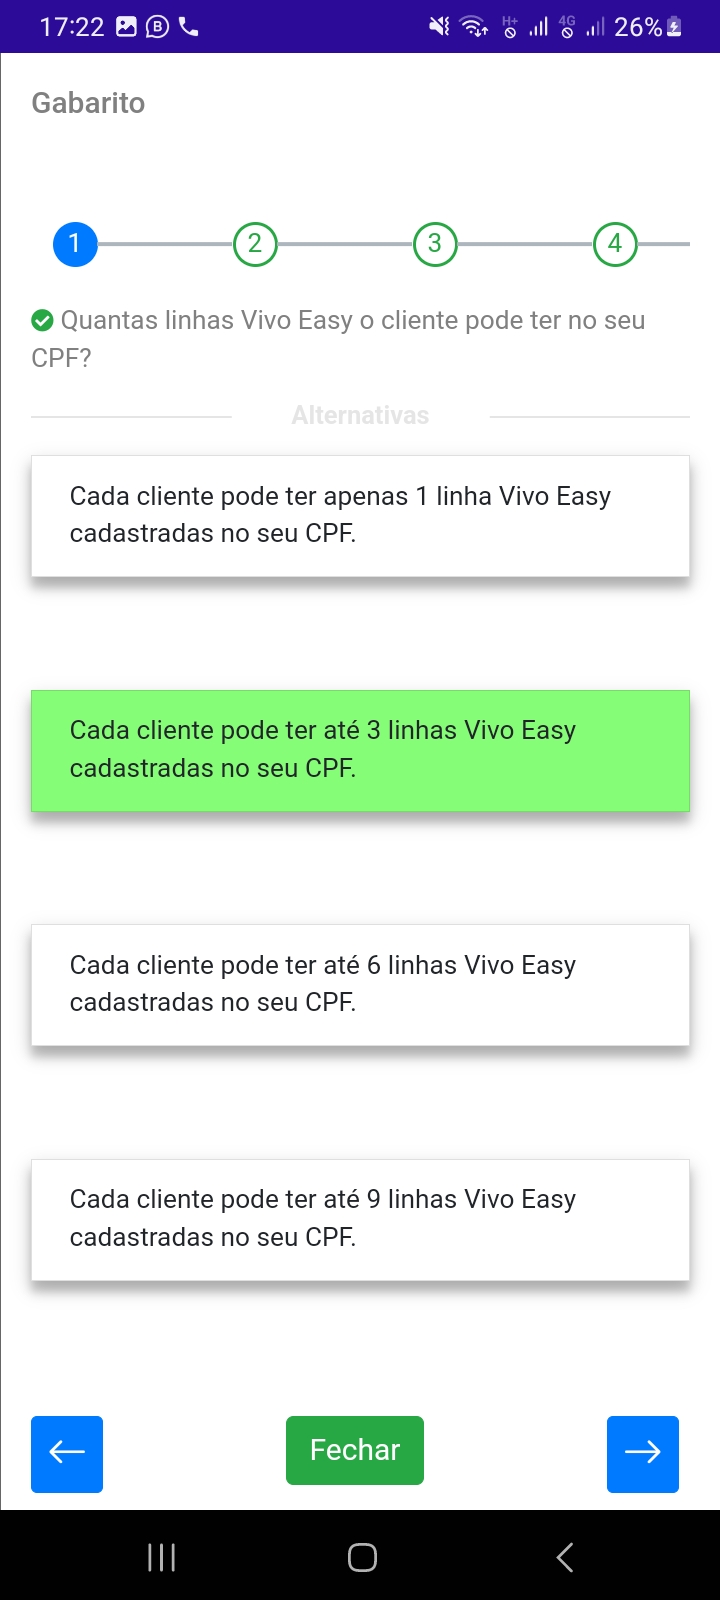 17:22
H+
4G
26%
Gabarito
1 2 3 4
Quantas linhas Vivo Easy o cliente pode ter no seu
CPF?
Alternativas
Cada cliente pode ter apenas 1 linha Vivo Easy
cadastradas no seu CPF.
Cada cliente pode ter até 3 linhas Vivo Easy
cadastradas no seu CPF.
Cada cliente pode ter até 6 linhas Vivo Easy
cadastradas no seu CPF.
Cada cliente pode ter até 9 linhas Vivo Easy
cadastradas no seu CPF.
Fechar